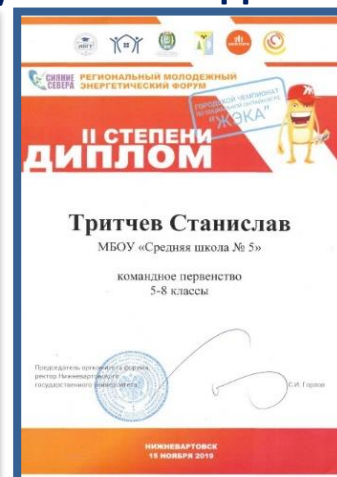 СИЯНИЕ СЕВЕРА
РЕГИОНАЛЬНЫЙ МОЛОДЕЖНЫЙ
ЭНЕРГЕТИЧЕСКИЙ ФОРУМ
ГОРОДСКОЙ ЧЕМПИОНАТ
"ЖЭКА"
II СТЕПЕНИ
ДИПЛОМ
Тритчев Станислав
МБОУ «Средняя школа № 5»
командное первенство
5-8 классы
Председатель оргкомитета форума,
ректор Нижневартовского
государственного университета
С.И. Горлов
НИЖНЕВАРТОВСК
15 НОЯБРЯ 2019